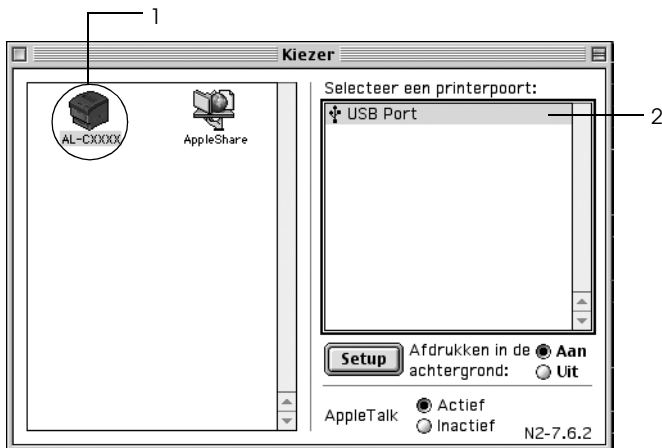 1
Kiezer
AL-CXXXX
AppleShare
Selecteer een printerpoort:
USB Port
2
Setup
Afdrukken in de achtergrond:
Aan
Uit
AppleTalk
Actief
Inactief
N2-7.6.2